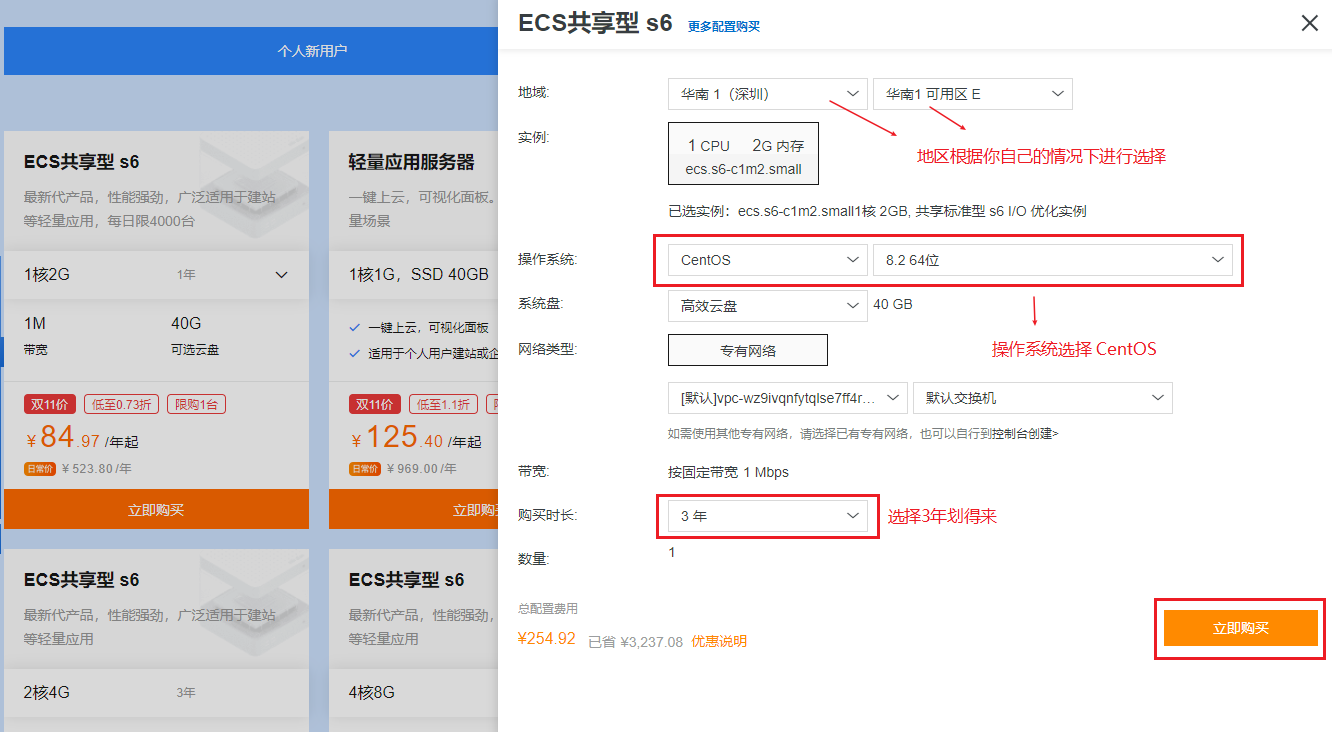 个人新用户
ECS共享型 s6
最新代产品，性能强劲，广泛适用于建站
等轻量应用，每日限4000台
1核2G 1年
1M 40G
带宽 可选云盘
双11价 低至0.73折 限购1台
¥84.97 /年起
日常价 ¥523.80/年
立即购买
轻量应用服务器
一键上云，可视化面板。
量场景
1核1G，SSD 40GB
一键上云，可视化面板
适用于个人用户建站或企
双11价 低至1.1折
¥125.40 /年起
日常价 ¥969.00/年
立即购
ECS共享型 s6
最新代产品，性能强劲，广泛适用于建站
等轻量应用
2核4G 3年
ECS共享型 s6
最新代产品，性能强劲，
等轻量应用
4核8G
ECS共享型 s6 更多配置购买
地域: 华南 1（深圳） 华南1 可用区 E
地区根据你自己的情况下进行选择
实例: 1 CPU 2G 内存
ecs.s6-c1m2.small
已选实例：ecs.s6-c1m2.small1核 2GB, 共享标准型 s6 I/O 优化实例
操作系统: CentOS 8.2 64位
系统盘: 高效云盘 40 GB
操作系统选择 CentOS
网络类型: 专有网络
[默认]vpc-wz9ivqnfytqlse7ff4r... 默认交换机
如需使用其他专有网络，请选择已有专有网络，也可以自行到控制台创建>
带宽: 按固定带宽 1 Mbps
购买时长: 3 年 选择3年划得来
数量: 1
总配置费用
¥254.92 已省 ¥3,237.08 优惠说明
立即购买